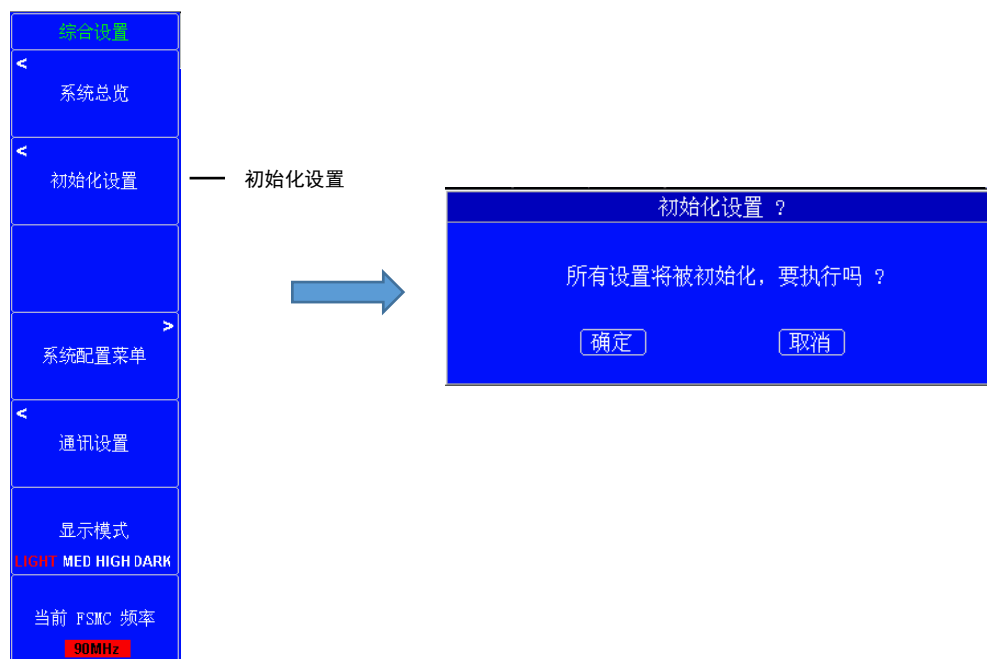 综合设置
<
系统总览
<
初始化设置
初始化设置
>
系统配置菜单
<
通讯设置
显示模式
LIGHT MED HIGH DARK
当前 FSMC 频率
90MHz
初始化设置 ?
所有设置将被初始化，要执行吗 ?
确定 取消